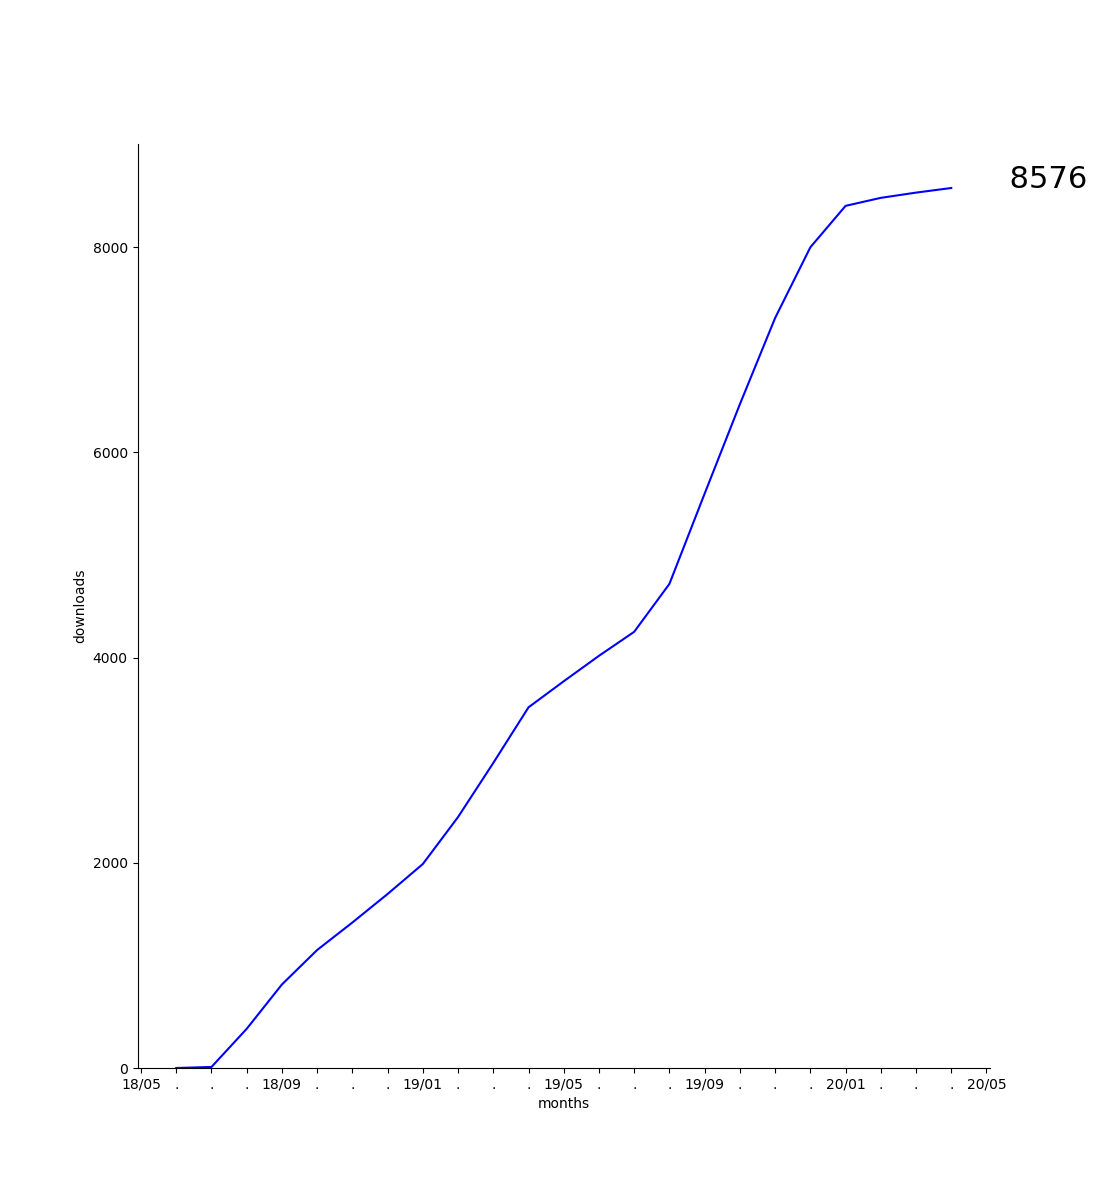 8576
8000
6000
4000
2000
0
downloads
18/05 . . . 18/09 . . . 19/01 . . . 19/05 . . . 19/09 . . . 20/01 . . . 20/05
months